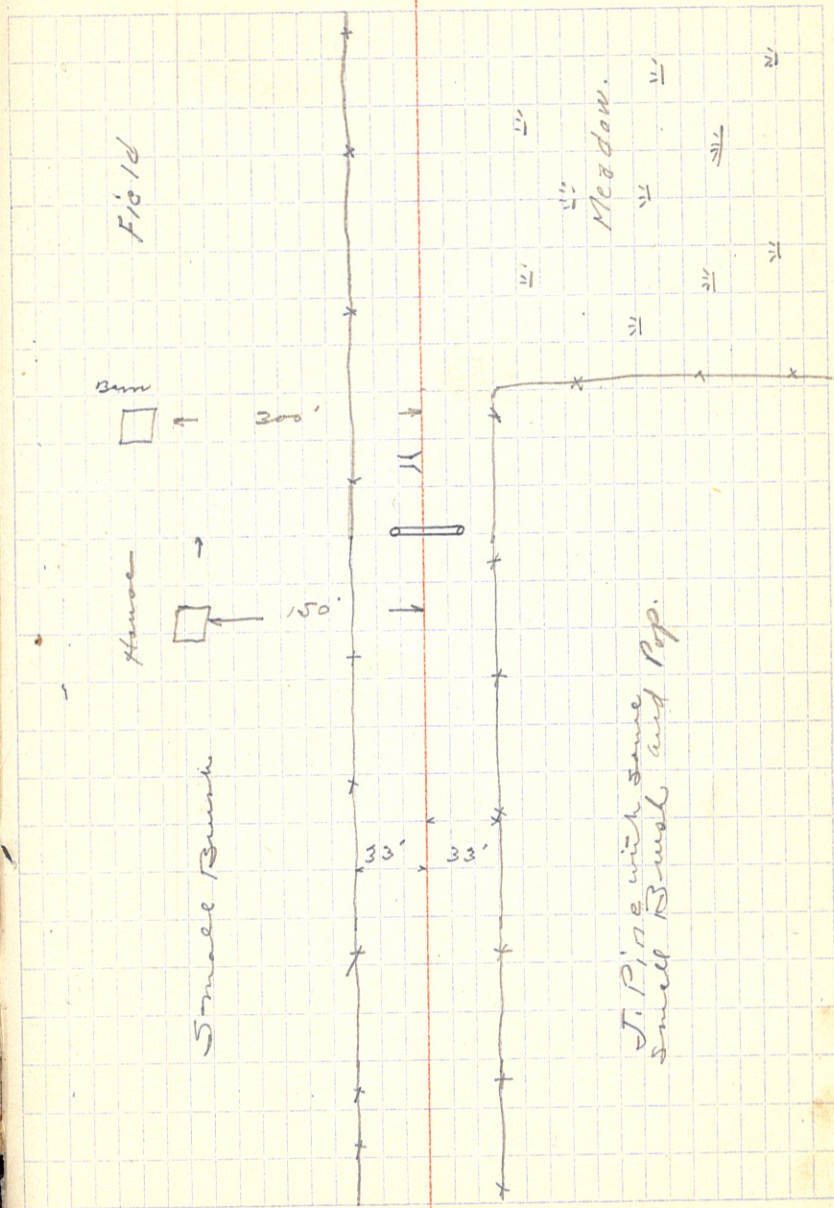 Field
Meadow.
Barn
300'
House
150'
Small Brush
33'
33'
J. Pine with some
Small Brush and Pop.